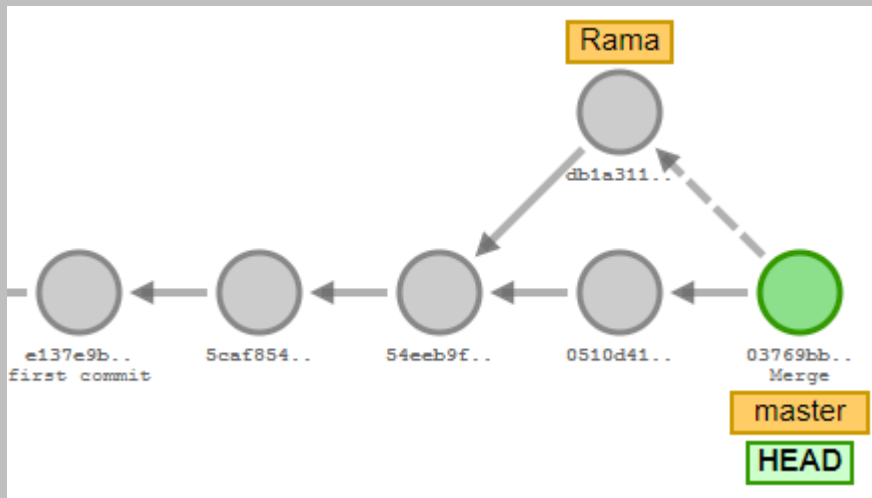 Rama
db1a311..
e137e9b..
first commit
5caf854..
54eeb9f..
0510d41..
03769bb..
Merge
master
HEAD